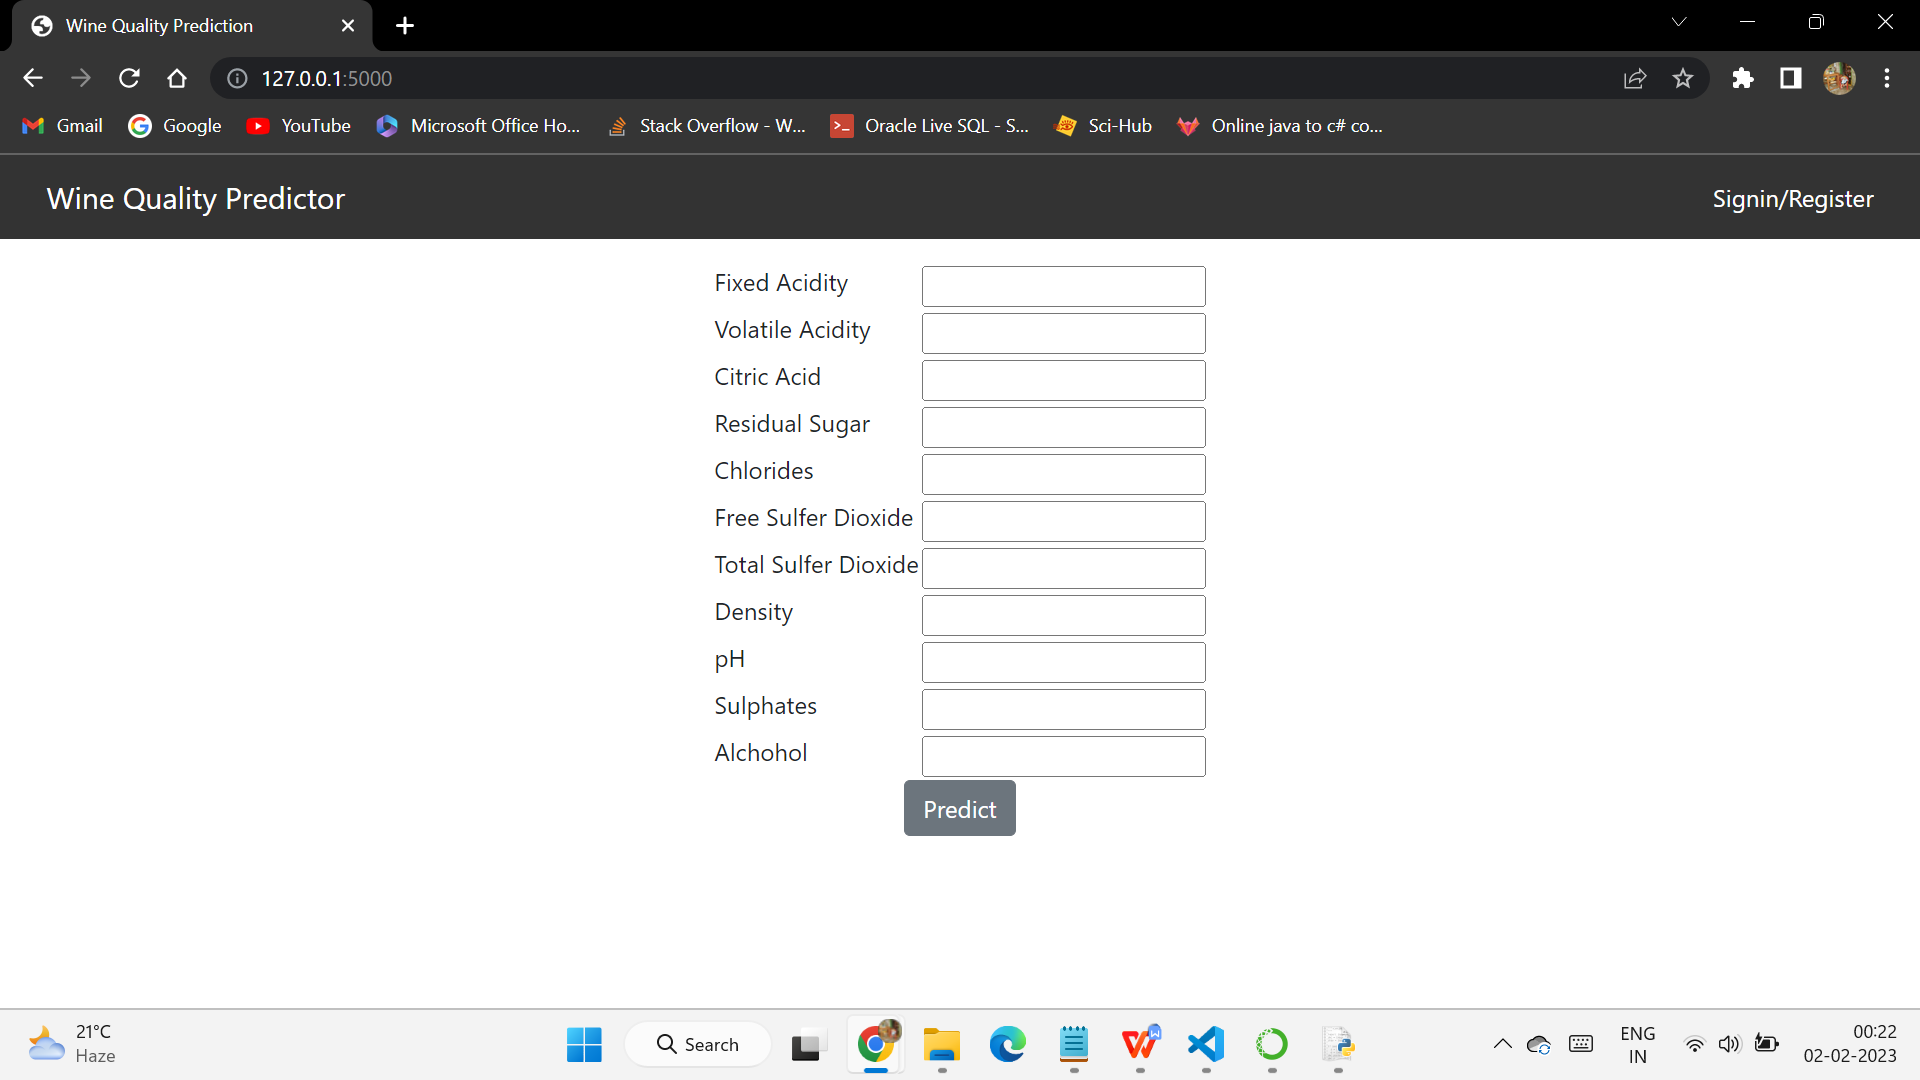 Wine Quality Prediction
127.0.0.1:5000
Gmail Google YouTube Microsoft Office Ho... Stack Overflow - W... Oracle Live SQL - S... Sci-Hub Online java to c# co...
Wine Quality Predictor Signin/Register
Fixed Acidity
Volatile Acidity
Citric Acid
Residual Sugar
Chlorides
Free Sulfer Dioxide
Total Sulfer Dioxide
Density
pH
Sulphates
Alchohol
Predict
21°C
Haze
Search
ENG
IN
00:22
02-02-2023